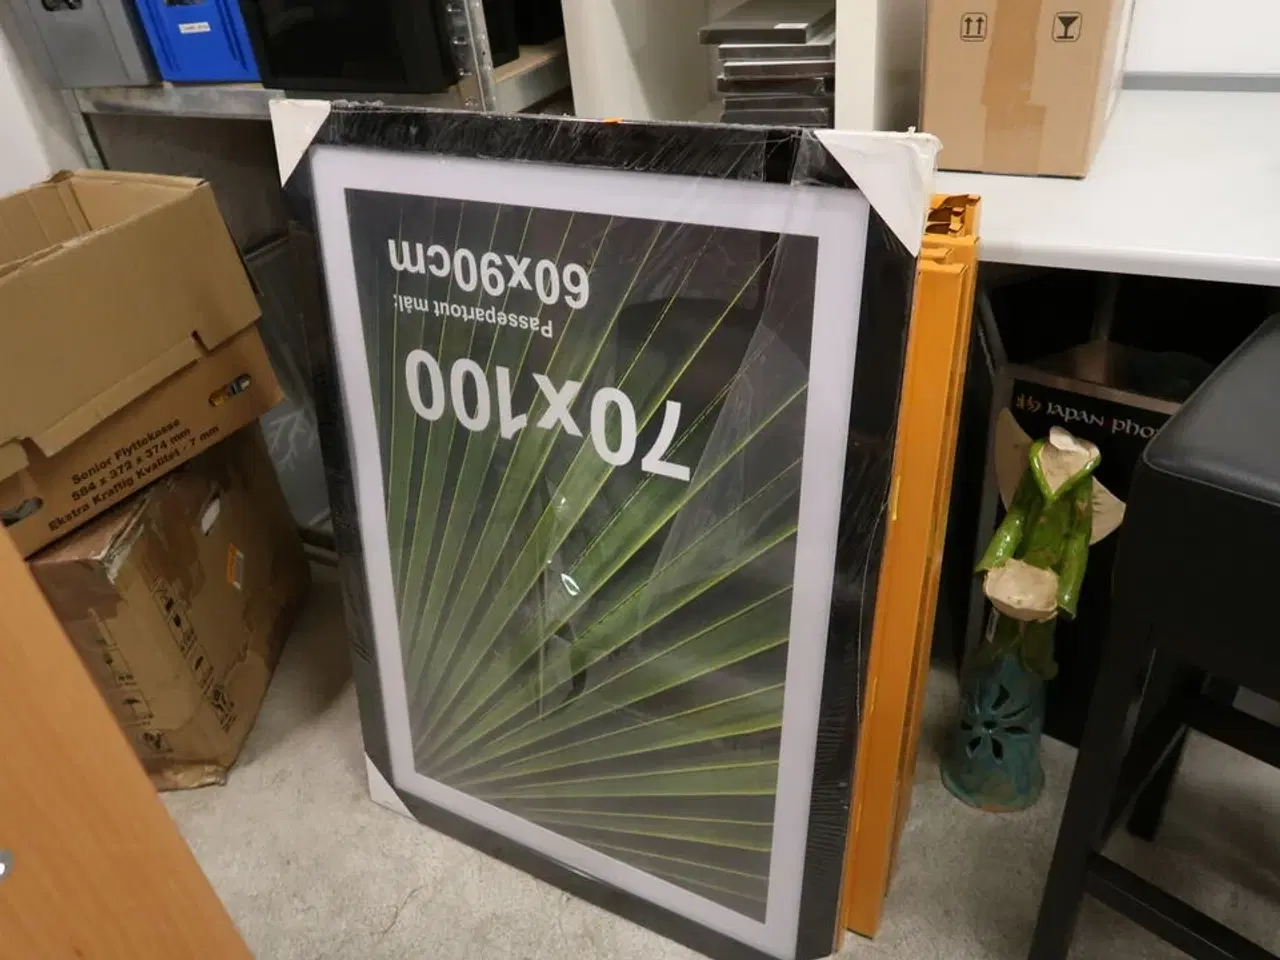 70x100
Passepartout mål:
60x90cm
Senior Flyttekasse
584 x 372 x 374 mm
Ekstra Kraftig Kvalitet - 7 mm
JAPAN PHO